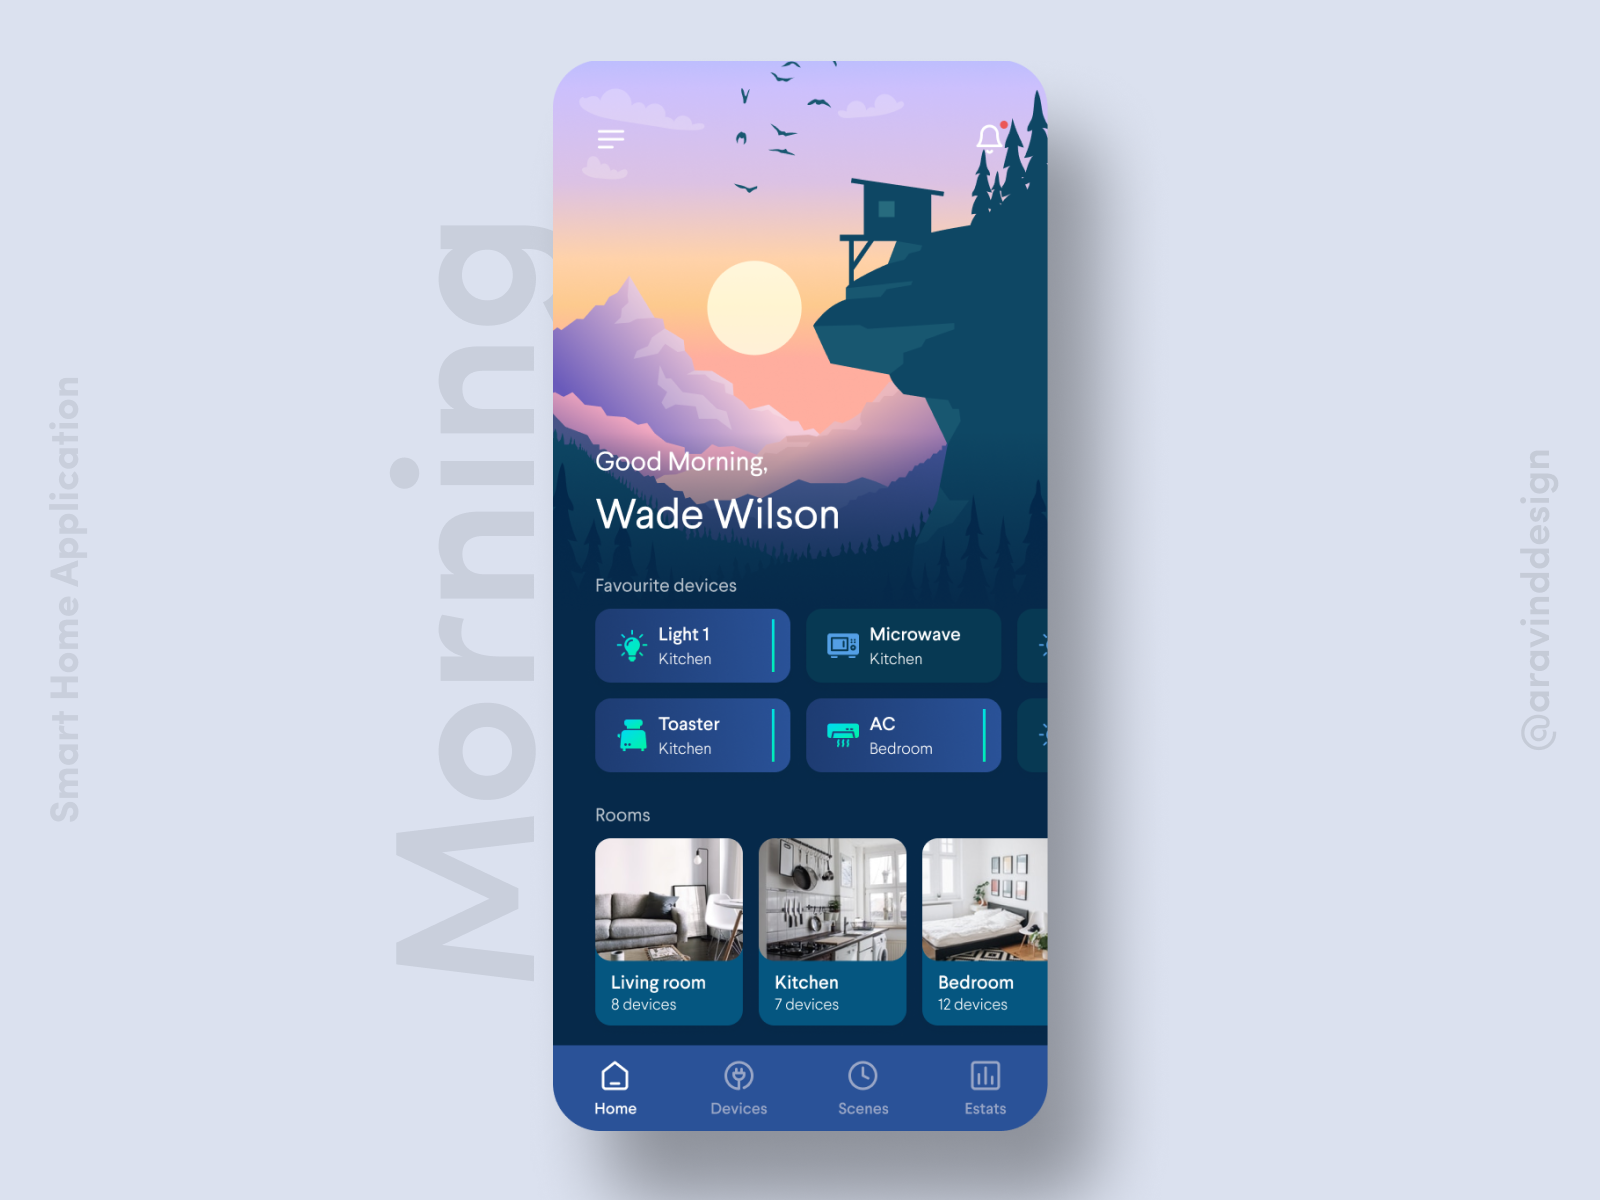 Smart Home Application
Morning
Good Morning,
Wade Wilson
Favourite devices
Light 1
Kitchen
Microwave
Kitchen
Toaster
Kitchen
AC
Bedroom
Rooms
Living room
8 devices
Kitchen
7 devices
Bedroom
12 devices
Home
Devices
Scenes
Estats
@aravinddesign